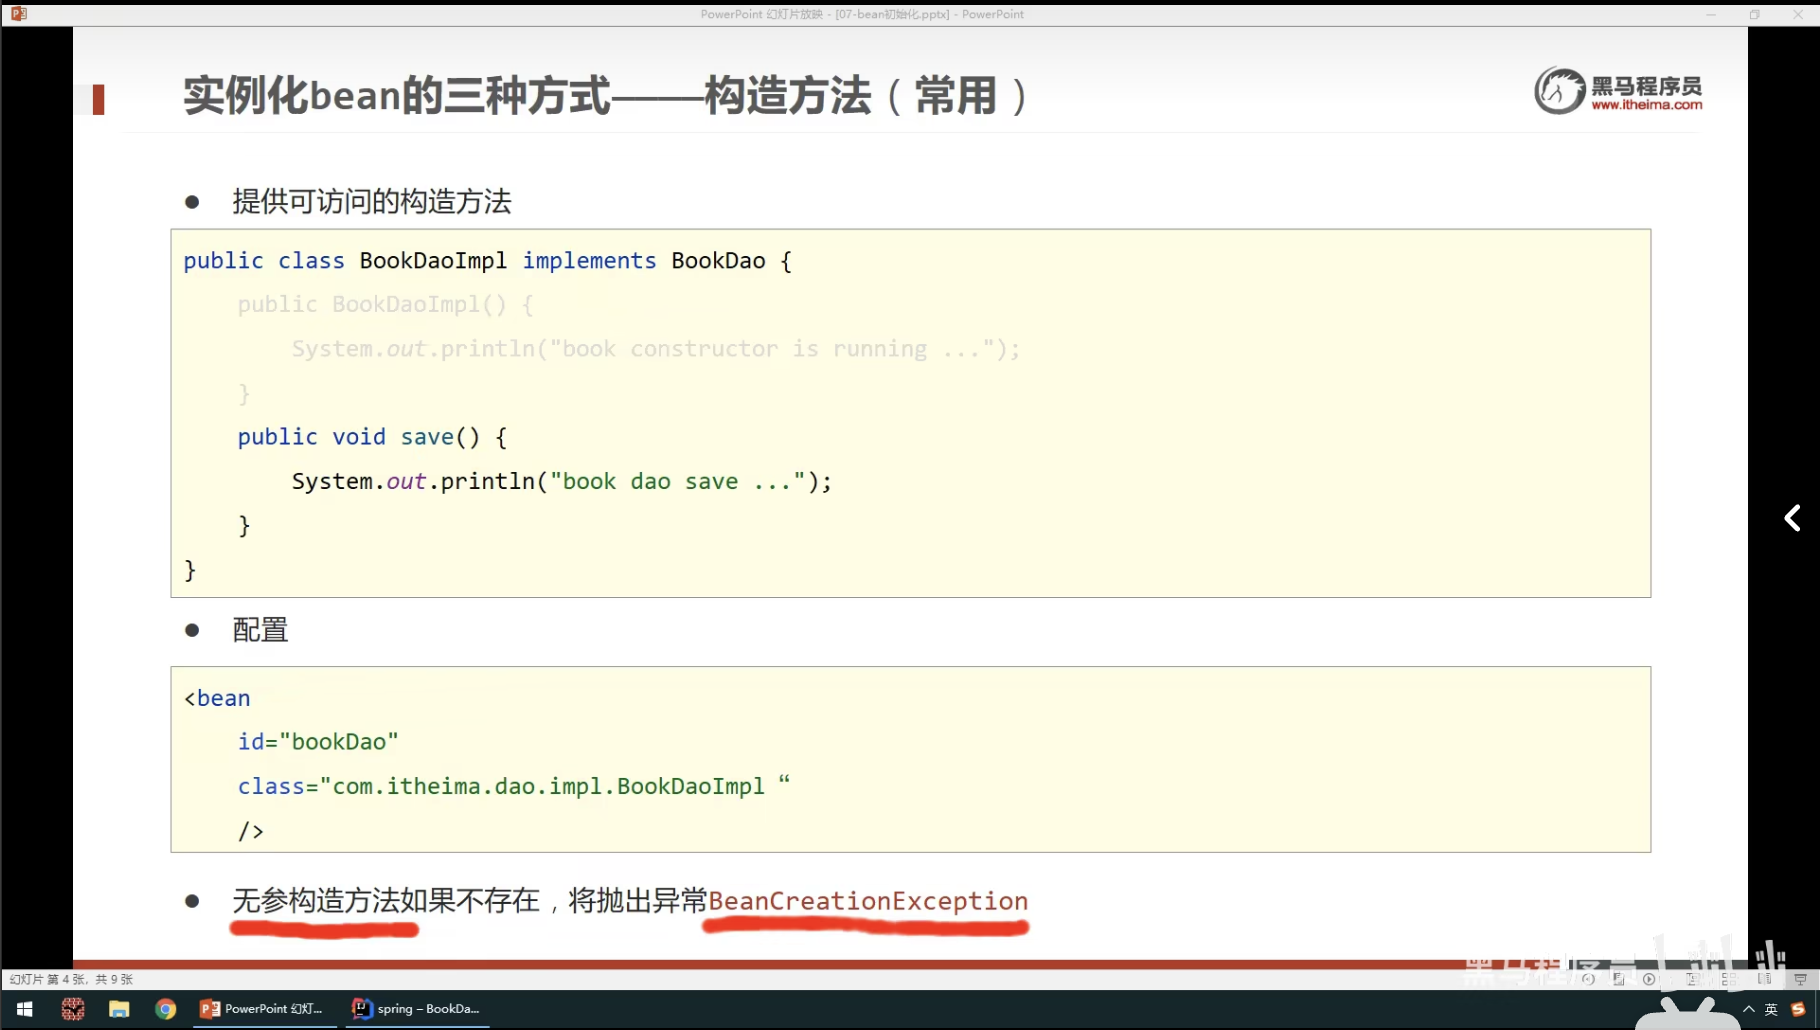 PowerPoint 幻灯片放映 - [07-bean初始化.pptx] - PowerPoint
实例化bean的三种方式——构造方法（常用）
黑马程序员
www.itheima.com
● 提供可访问的构造方法
public class BookDaoImpl implements BookDao {
public BookDaoImpl() {
System.out.println("book constructor is running ...");
}
public void save() {
System.out.println("book dao save ...");
}
}
● 配置
<bean
id="bookDao"
class="com.itheima.dao.impl.BookDaoImpl “
/>
● 无参构造方法如果不存在，将抛出异常BeanCreationException
黑马程序员
幻灯片 第 4 张，共 9 张
PowerPoint 幻灯...
spring – BookDa...
英